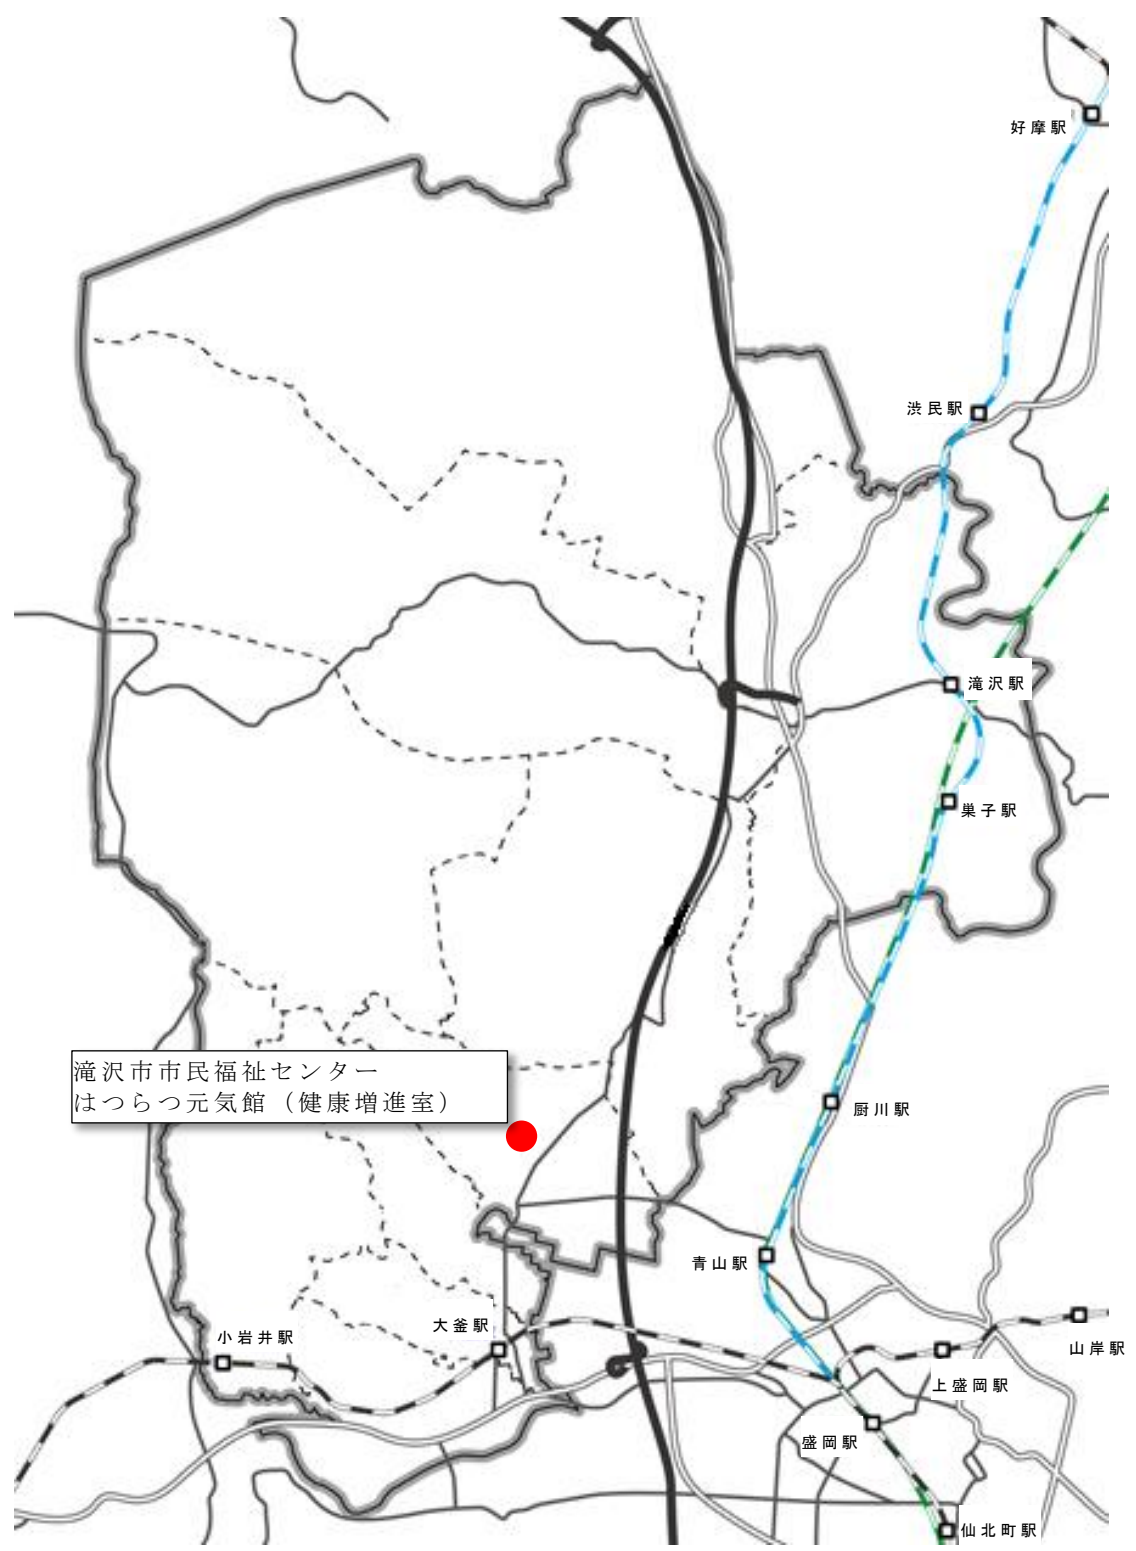 好摩駅
渋民駅
滝沢駅
巣子駅
滝沢市市民福祉センター
はつらつ元気館（健康増進室）
厨川駅
青山駅
大釜駅
小岩井駅
山岸駅
上盛岡駅
盛岡駅
仙北町駅